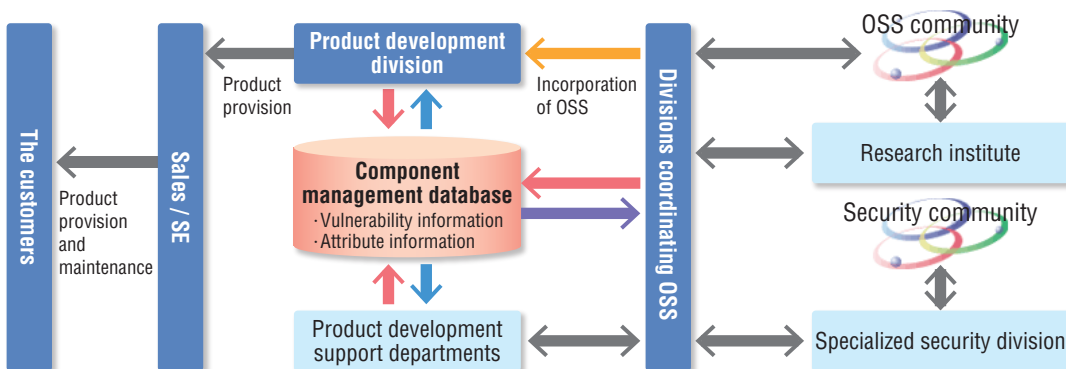 The customers
Product
provision
and
maintenance
Sales / SE
Product
provision
Product development
division
Incorporation
of OSS
Component
management database
· Vulnerability information
· Attribute information
Product development
support departments
Divisions coordinating OSS
OSS community
Research institute
Security community
Specialized security division